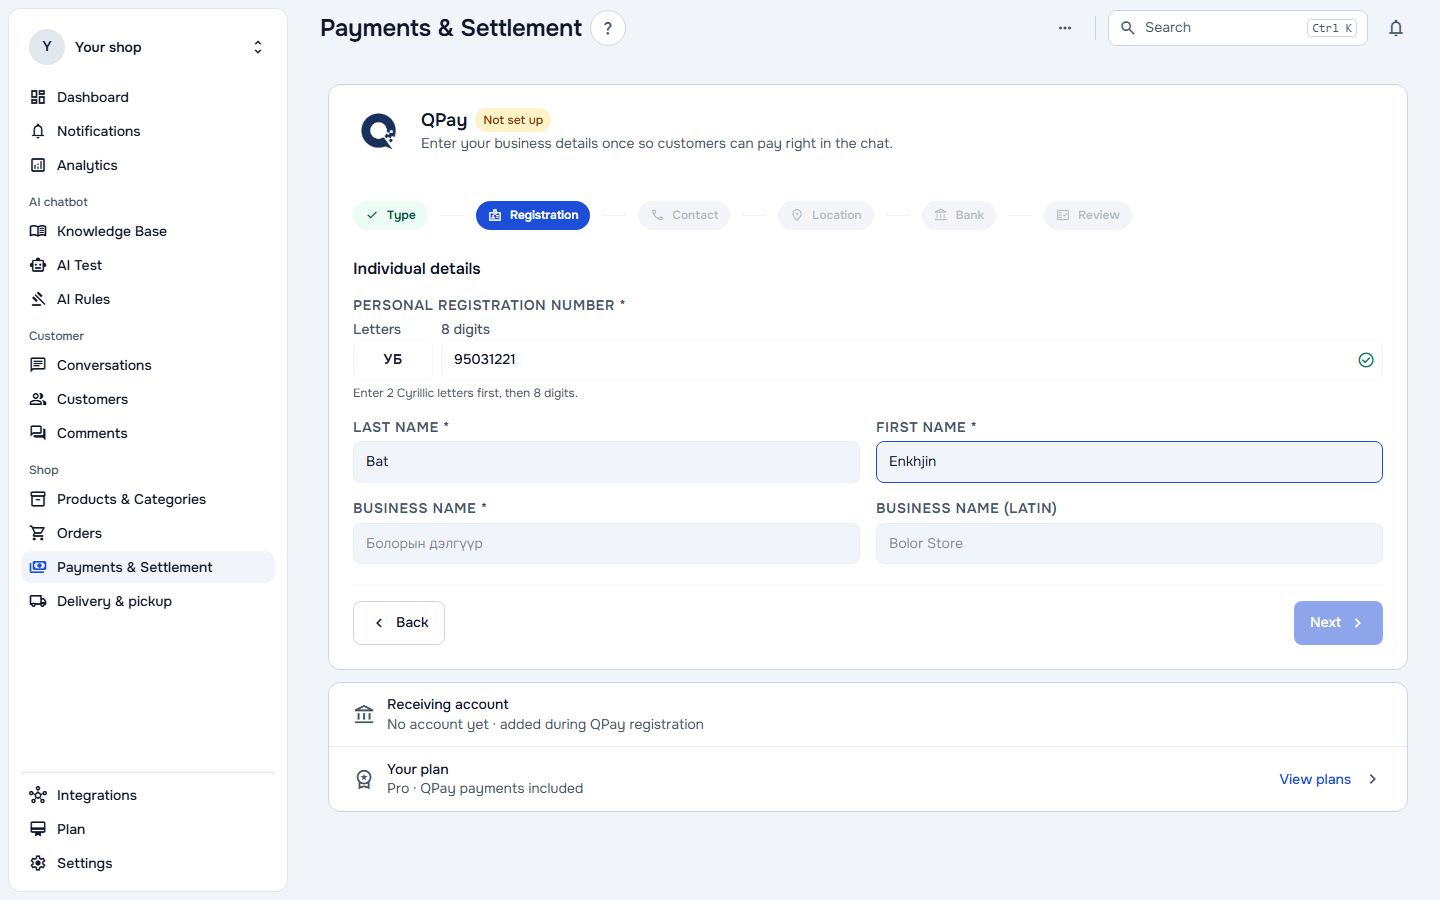 Y
Your shop
Dashboard
Notifications
Analytics
AI chatbot
Knowledge Base
AI Test
AI Rules
Customer
Conversations
Customers
Comments
Shop
Products & Categories
Orders
Payments & Settlement
Delivery & pickup
Integrations
Plan
Settings
Payments & Settlement ?
Search Ctrl K
QPay Not set up
Enter your business details once so customers can pay right in the chat.
Type Registration Contact Location Bank Review
Individual details
PERSONAL REGISTRATION NUMBER *
Letters 8 digits
УБ 95031221
Enter 2 Cyrillic letters first, then 8 digits.
LAST NAME * FIRST NAME *
Bat Enkhjin
BUSINESS NAME * BUSINESS NAME (LATIN)
Болорын дэлгүүр Bolor Store
Back Next
Receiving account
No account yet · added during QPay registration
Your plan
Pro · QPay payments included
View plans